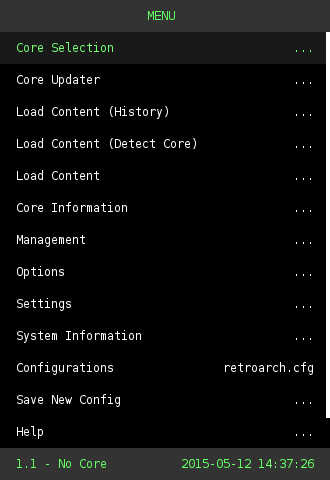 MENU
Core Selection ...
Core Updater ...
Load Content (History) ...
Load Content (Detect Core) ...
Load Content ...
Core Information ...
Management ...
Options ...
Settings ...
System Information ...
Configurations retroarch.cfg
Save New Config ...
Help ...
1.1 - No Core 2015-05-12 14:37:26